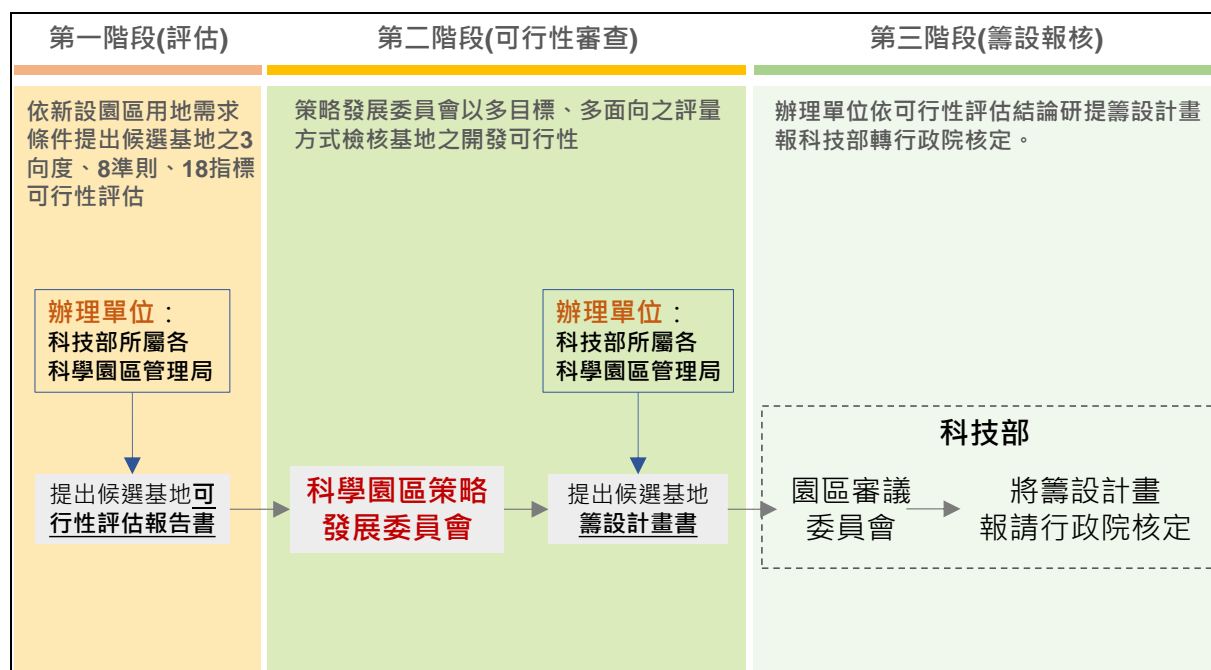 第一階段(評估)
第二階段(可行性審查)
第三階段(籌設報核)
依新設園區用地需求
條件提出候選基地之3
向度、8準則、18指標
可行性評估
策略發展委員會以多目標、多面向之評量
方式檢核基地之開發可行性
辦理單位依可行性評估結論研提籌設計畫
報科技部轉行政院核定。
辦理單位：
科技部所屬各
科學園區管理局
辦理單位：
科技部所屬各
科學園區管理局
提出候選基地可
行性評估報告書
科學園區策略
發展委員會
提出候選基地
籌設計畫書
科技部
園區審議
委員會
將籌設計畫
報請行政院核定